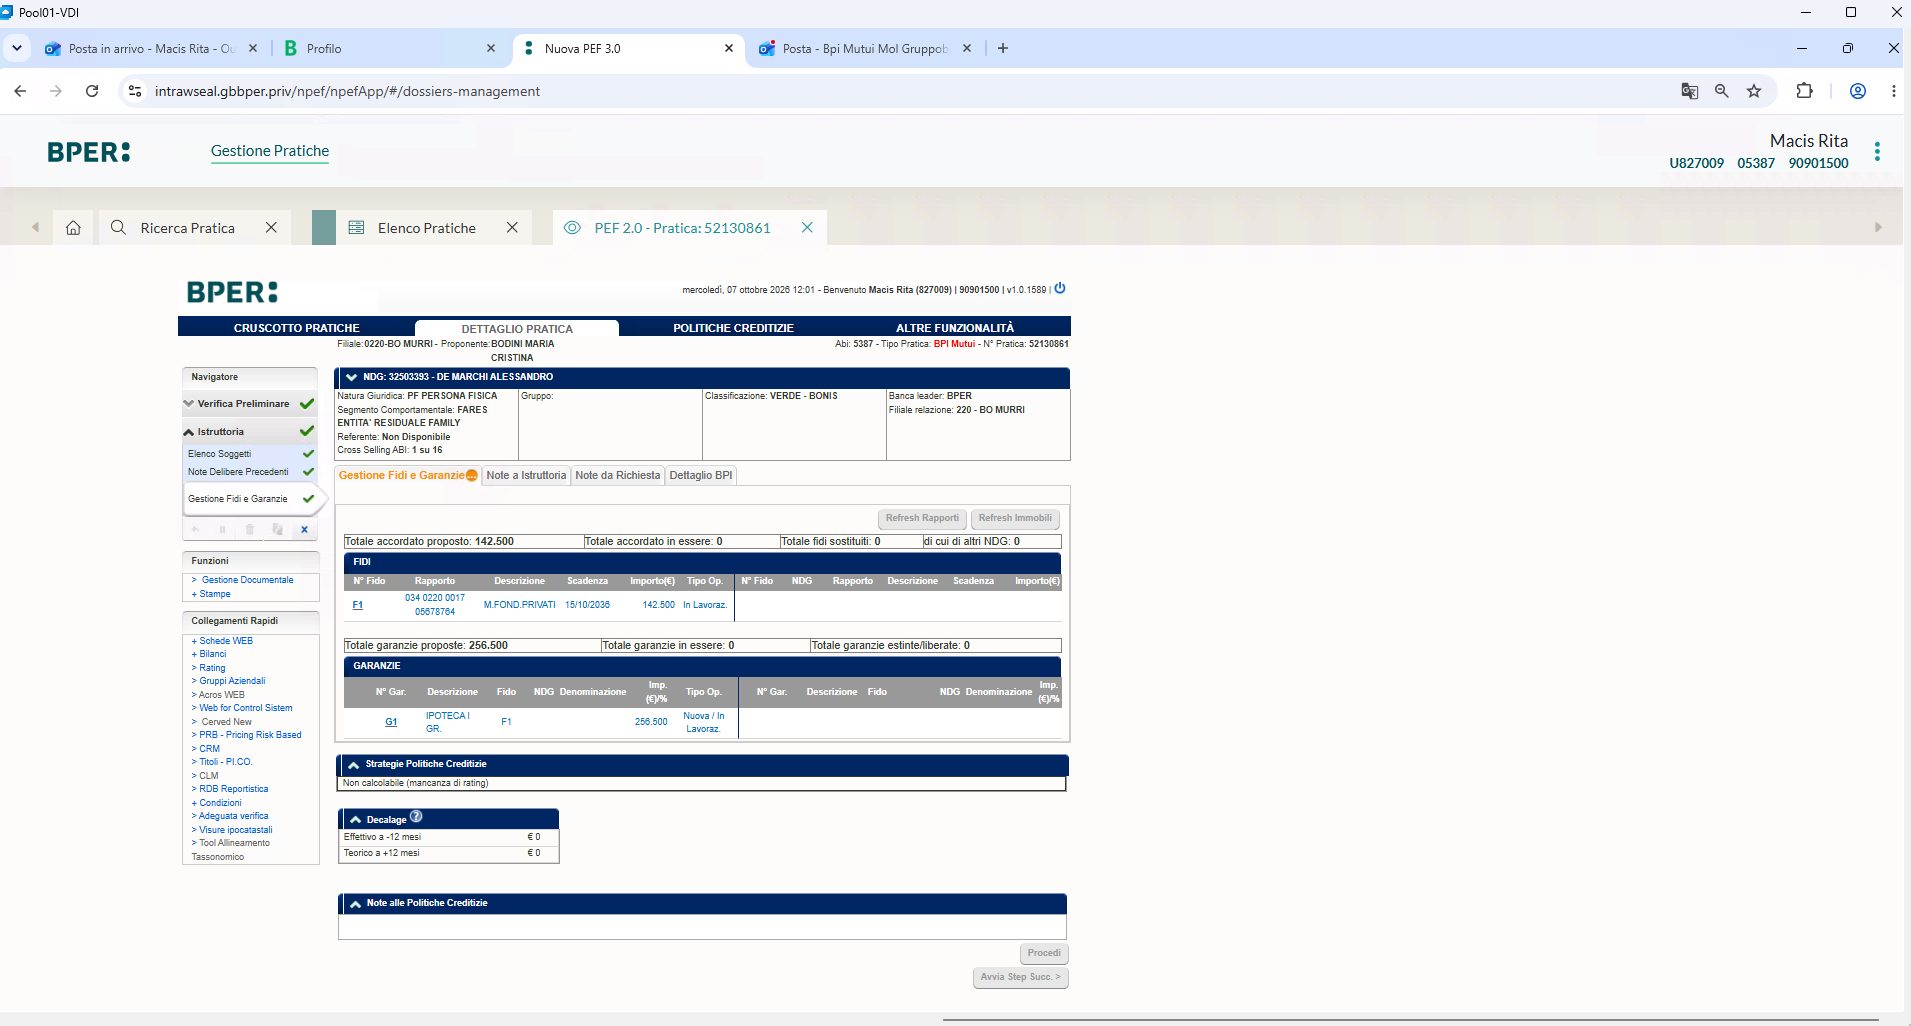 Pool01-VDI
Posta in arrivo - Macis Rita - Ou
Profilo
Nuova PEF 3.0
Posta - Bpi Mutui Mol Gruppob
intrawseal.gbbper.priv/npef/npefApp/#/dossiers-management
BPER:
Gestione Pratiche
Macis Rita
U827009 05387 90901500
Ricerca Pratica
Elenco Pratiche
PEF 2.0 - Pratica: 52130861
BPER:
mercoledì, 07 ottobre 2026 12:01 - Benvenuto Macis Rita (827009) | 90901500 | v1.0.1589 |
CRUSCOTTO PRATICHE DETTAGLIO PRATICA POLITICHE CREDITIZIE ALTRE FUNZIONALITÀ
Filiale: 0220-BO MURRI - Proponente: BODINI MARIA CRISTINA
Abi: 5387 - Tipo Pratica: BPI Mutui - N° Pratica: 52130861
Navigatore
Verifica Preliminare
Istruttoria
Elenco Soggetti
Note Delibere Precedenti
Gestione Fidi e Garanzie
Funzioni
> Gestione Documentale
+ Stampe
Collegamenti Rapidi
+ Schede WEB
+ Bilanci
> Rating
> Gruppi Aziendali
> Acros WEB
> Web for Control Sistem
> Cerved New
> PRB - Pricing Risk Based
> CRM
> Titoli - PI.CO.
> CLM
> RDB Reportistica
+ Condizioni
> Adeguata verifica
> Visure ipocatastali
> Tool Allineamento
Tassonomico
NDG: 32503393 - DE MARCHI ALESSANDRO
Natura Giuridica: PF PERSONA FISICA
Segmento Comportamentale: FARES
ENTITA' RESIDUALE FAMILY
Referente: Non Disponibile
Cross Selling ABI: 1 su 16
Gruppo:
Classificazione: VERDE - BONIS
Banca leader: BPER
Filiale relazione: 220 - BO MURRI
Gestione Fidi e Garanzie Note a Istruttoria Note da Richiesta Dettaglio BPI
Refresh Rapporti Refresh Immobili
Totale accordato proposto: 142.500 Totale accordato in essere: 0 Totale fidi sostituiti: 0 di cui di altri NDG: 0
FIDI
N° Fido Rapporto Descrizione Scadenza Importo(€) Tipo Op. N° Fido NDG Rapporto Descrizione Scadenza Importo(€)
F1 034 0220 0017 05678764 M.FOND.PRIVATI 15/10/2036 142.500 In Lavoraz.
Totale garanzie proposte: 256.500 Totale garanzie in essere: 0 Totale garanzie estinte/liberate: 0
GARANZIE
N° Gar. Descrizione Fido NDG Denominazione Imp. (€)/% Tipo Op. N° Gar. Descrizione Fido NDG Denominazione Imp. (€)/%
G1 IPOTECA I GR. F1 256.500 Nuova / In Lavoraz.
Strategie Politiche Creditizie
Non calcolabile (mancanza di rating)
Decalage
Effettivo a -12 mesi € 0
Teorico a +12 mesi € 0
Note alle Politiche Creditizie
Procedi
Avvia Step Succ. >